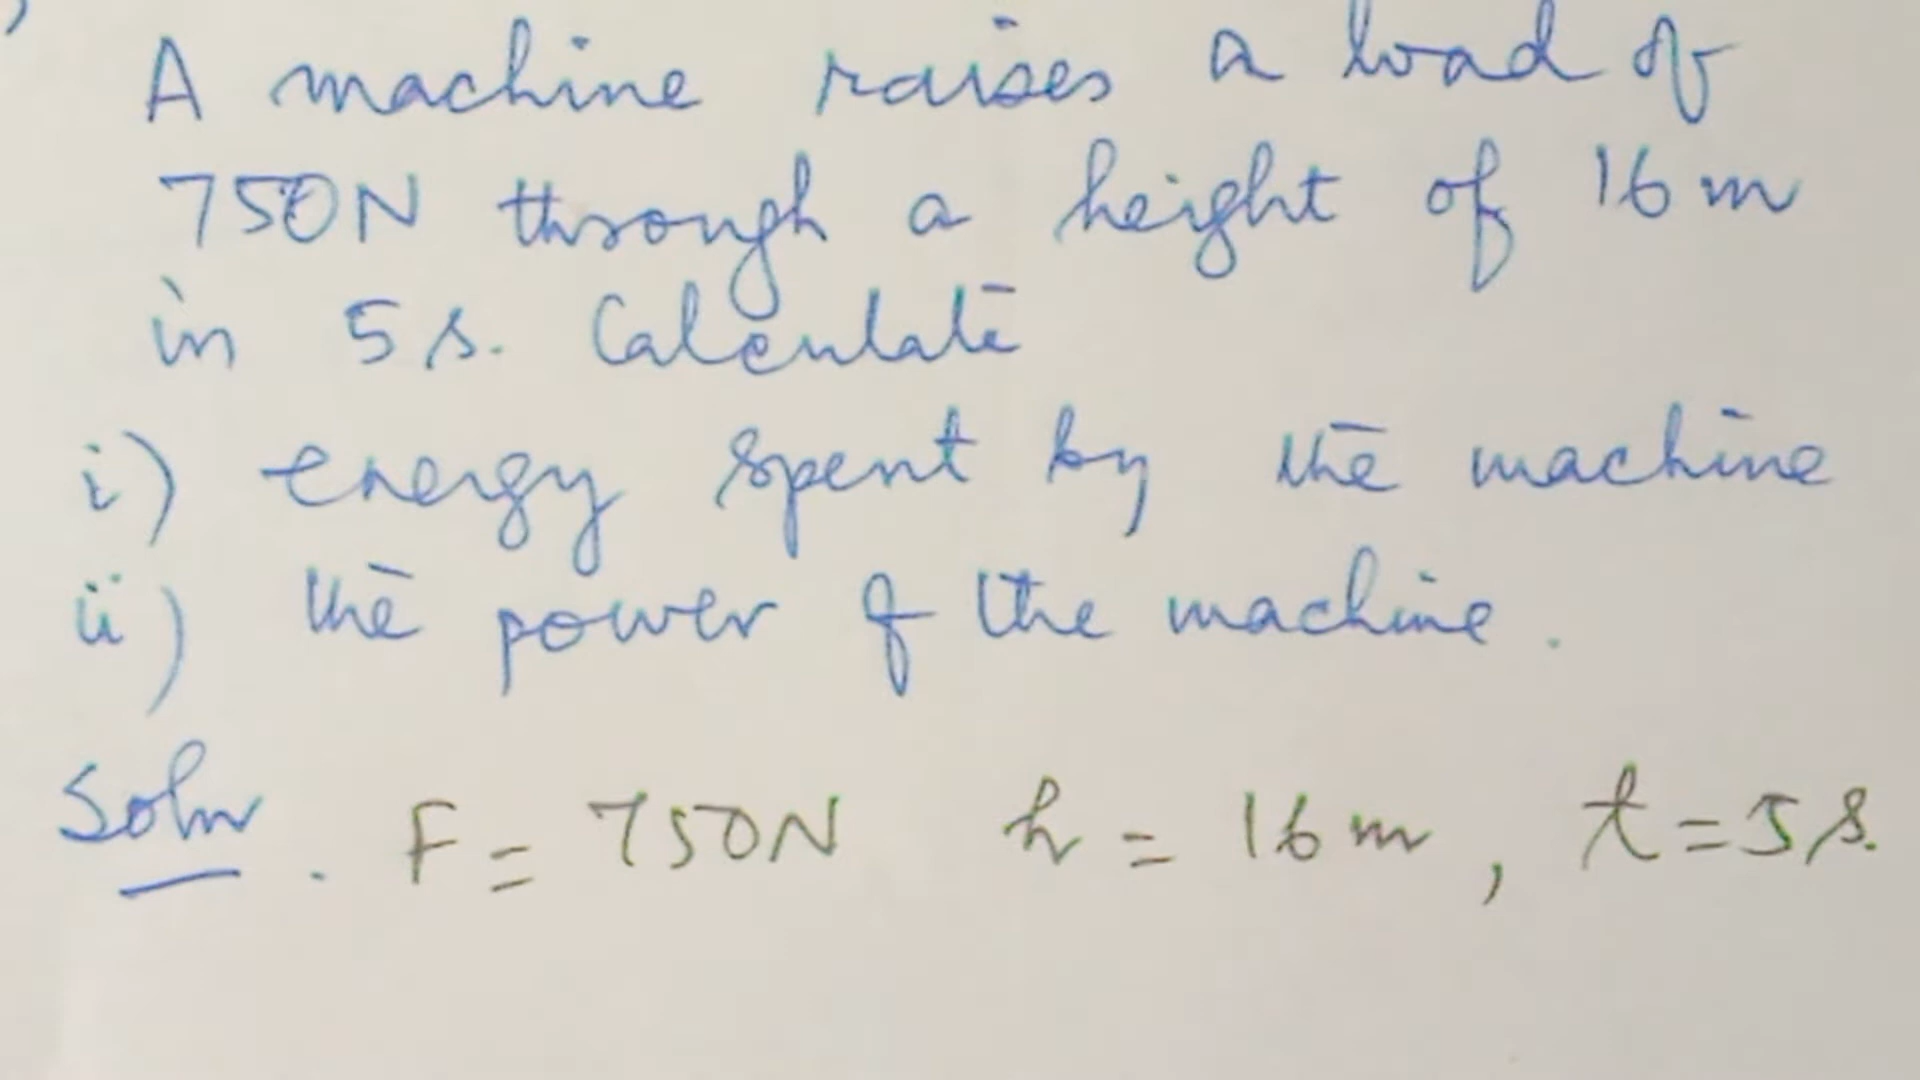 A machine raises a load of
750N through a height of 16 m
in 5 s. Calculate
i) energy spent by the machine
ii) the power of the machine.
Soln. F = 750N h = 16 m, t = 5 s.